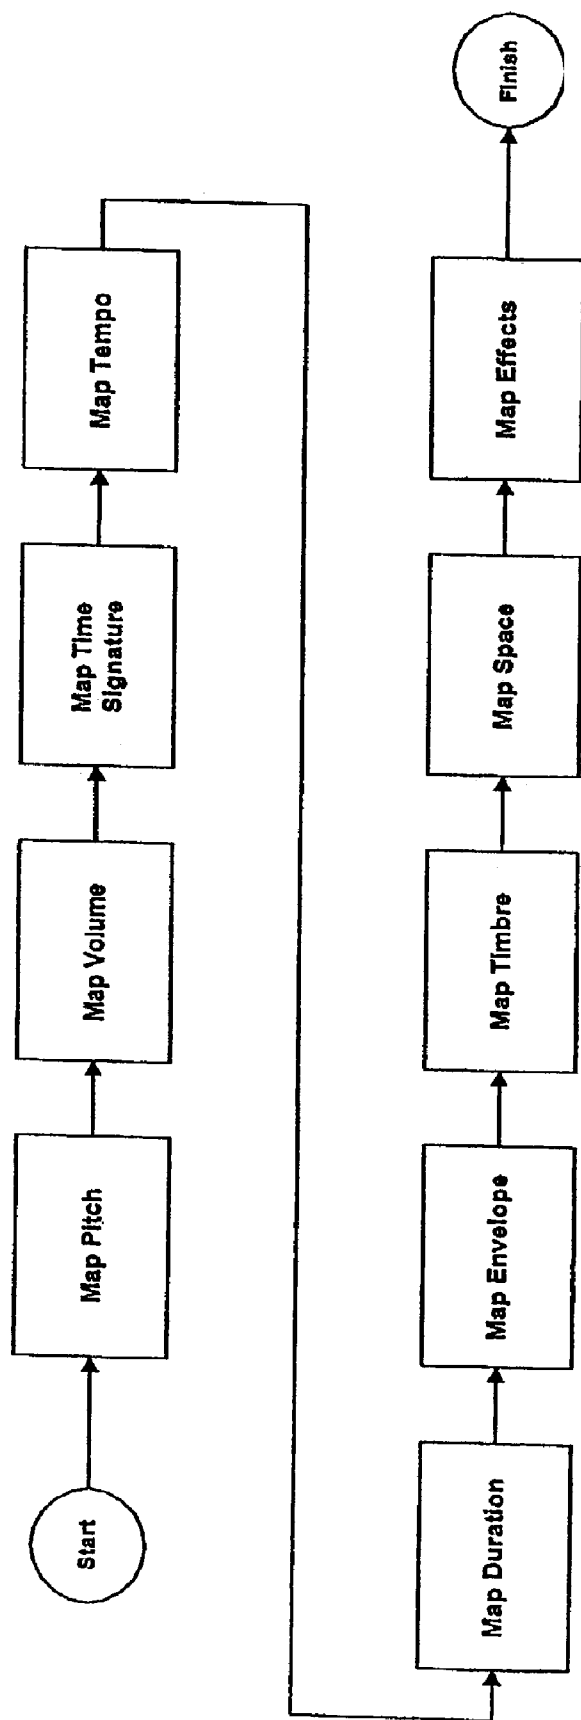 Start
Map Pitch
Map Volume
Map Time
Signature
Map Tempo
Map Duration
Map Envelope
Map Timbre
Map Space
Map Effects
Finish